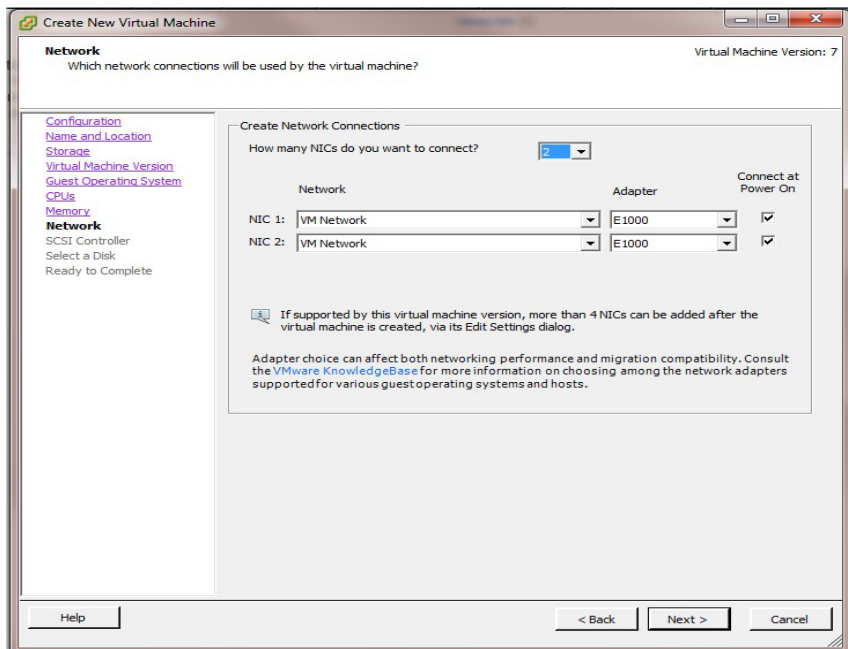 Create New Virtual Machine
Network
Which network connections will be used by the virtual machine?
Virtual Machine Version: 7
Configuration
Name and Location
Storage
Virtual Machine Version
Guest Operating System
CPUs
Memory
Network
SCSI Controller
Select a Disk
Ready to Complete
Create Network Connections
How many NICs do you want to connect? 2
Network Adapter Connect at Power On
NIC 1: VM Network E1000
NIC 2: VM Network E1000
If supported by this virtual machine version, more than 4 NICs can be added after the
virtual machine is created, via its Edit Settings dialog.
Adapter choice can affect both networking performance and migration compatibility. Consult
the VMware KnowledgeBase for more information on choosing among the network adapters
supported for various guest operating systems and hosts.
Help < Back Next > Cancel